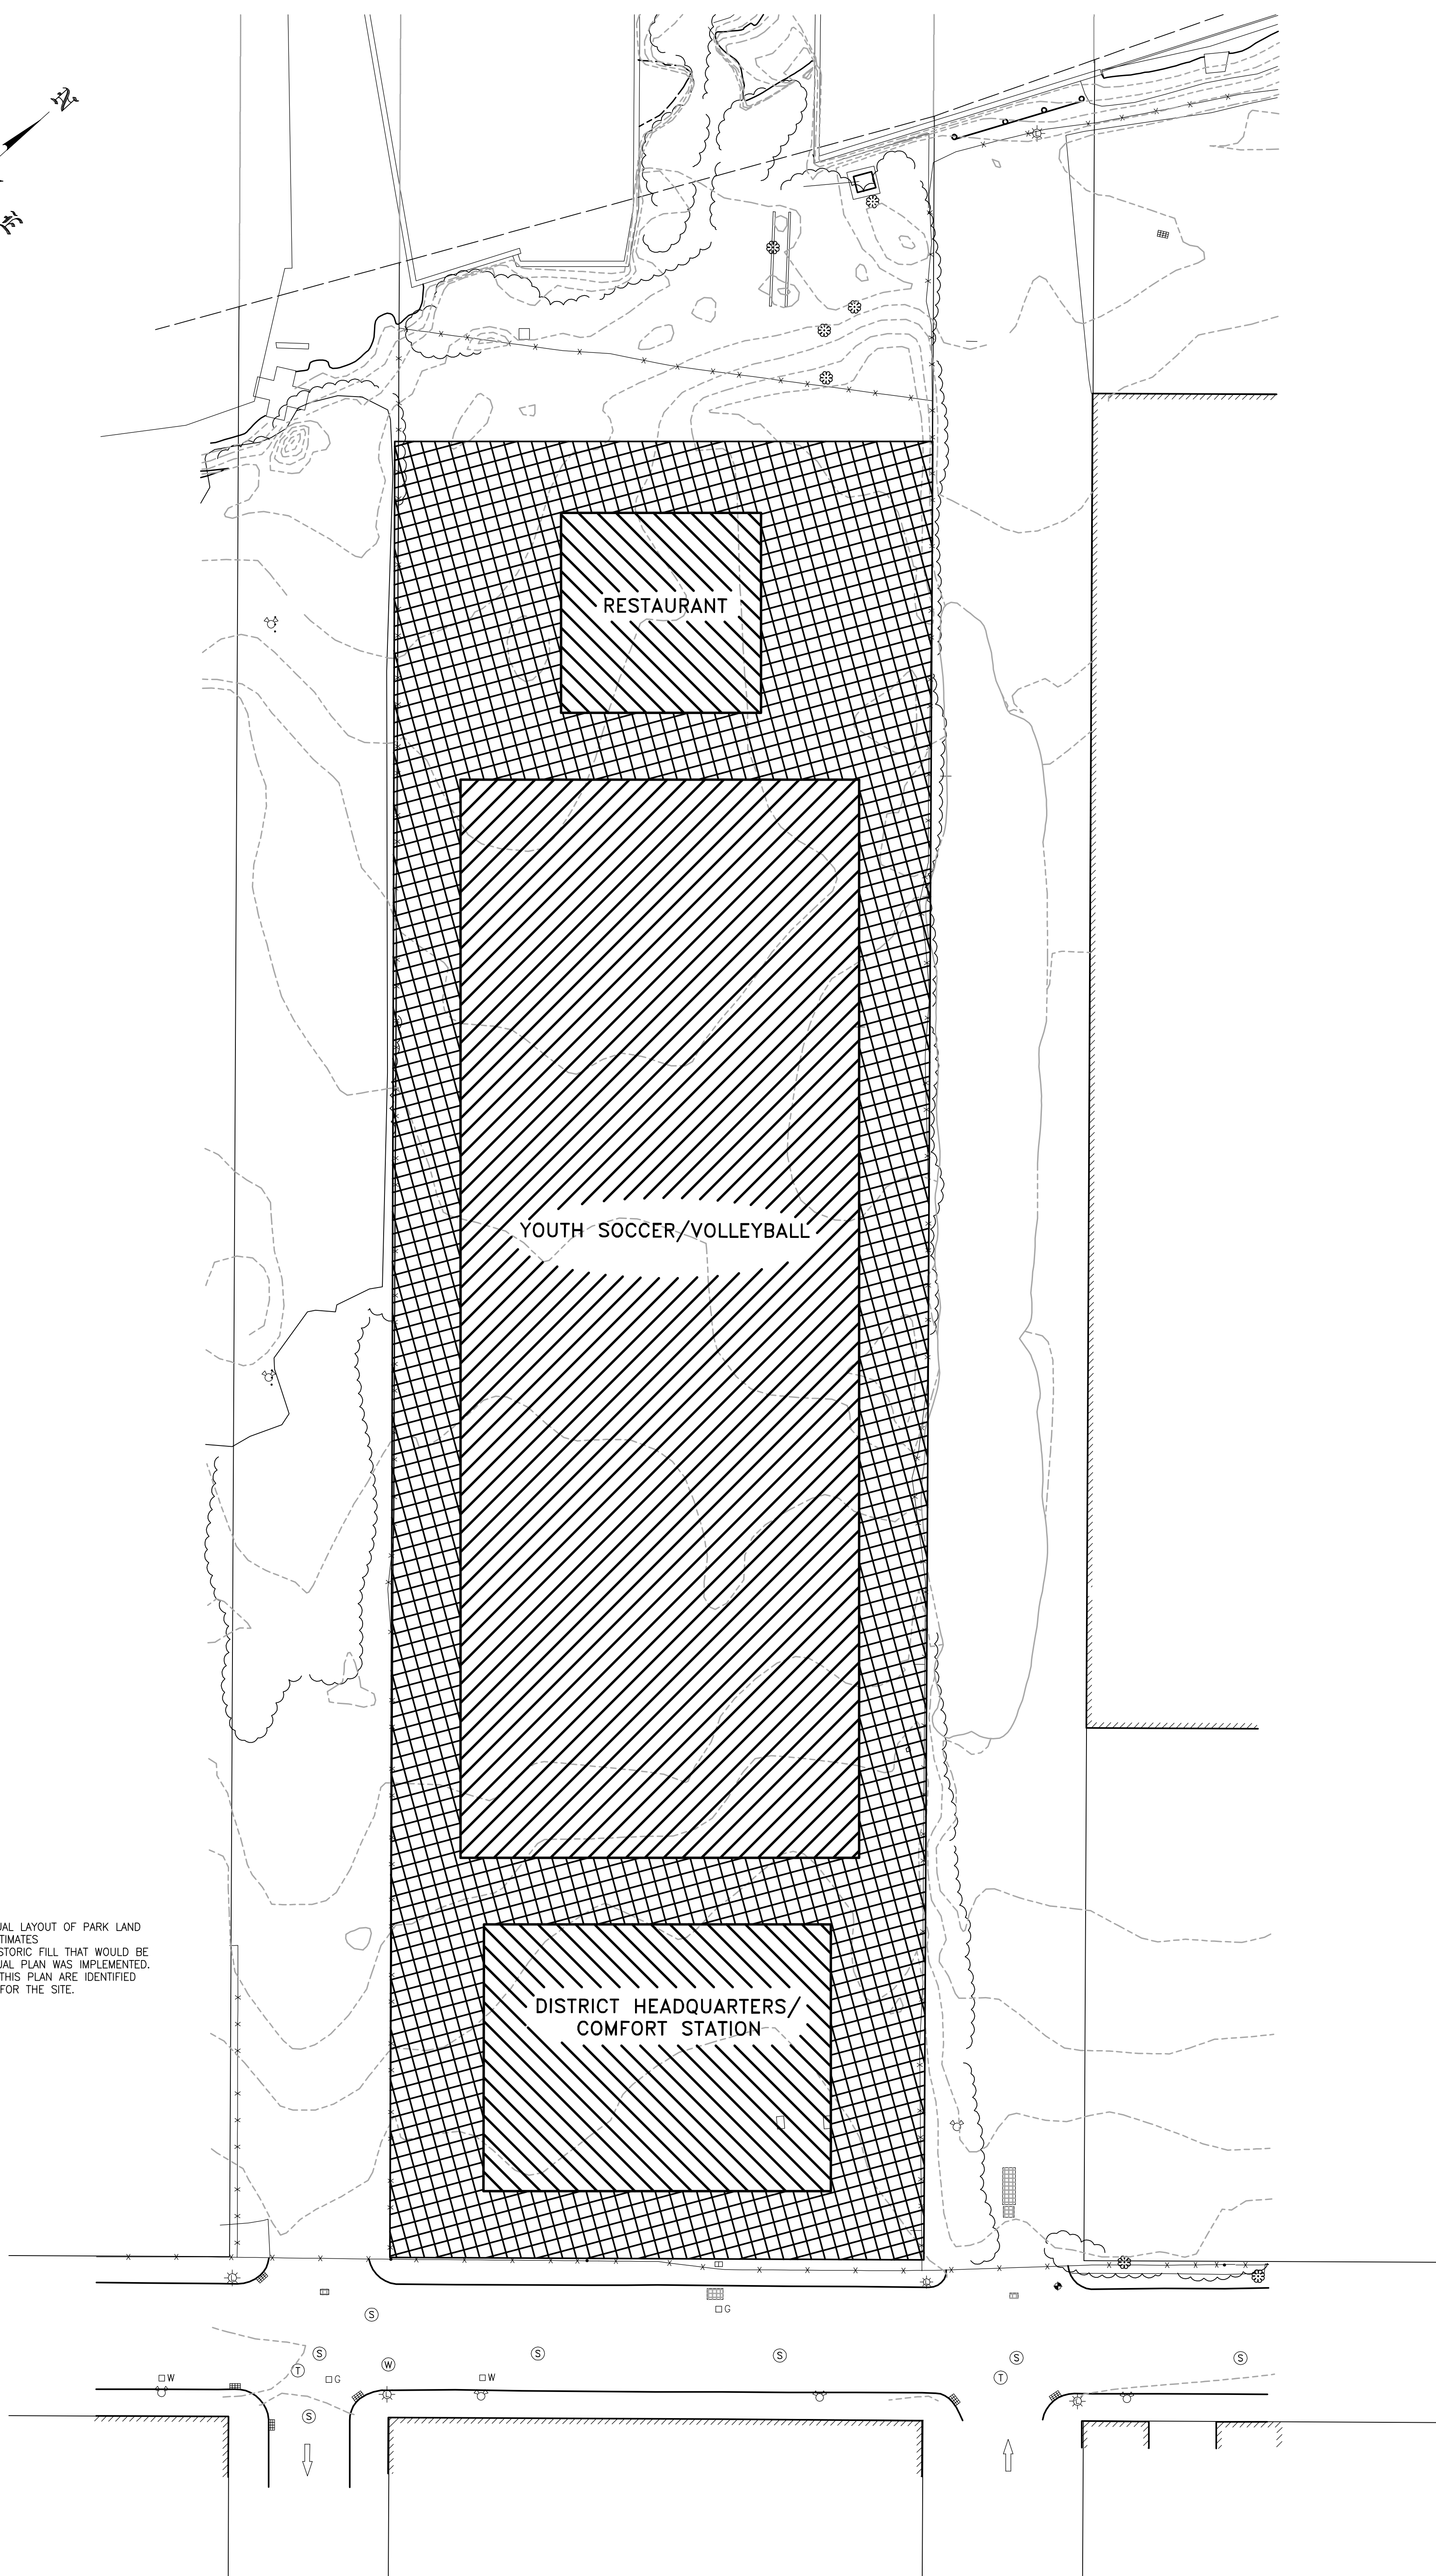 N
RESTAURANT
YOUTH SOCCER/VOLLEYBALL
UAL LAYOUT OF PARK LAND
TIMATES
STORIC FILL THAT WOULD BE
UAL PLAN WAS IMPLEMENTED.
THIS PLAN ARE IDENTIFIED
FOR THE SITE.
DISTRICT HEADQUARTERS/
COMFORT STATION
G
S
S S S S S
T W T
W G W
S